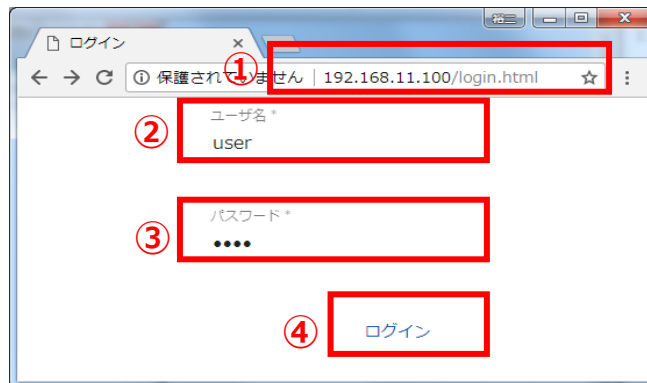 裕三
ログイン
① 保護されていません | 192.168.11.100/login.html
② ユーザ名 *
user
③ パスワード *
••••
④ ログイン